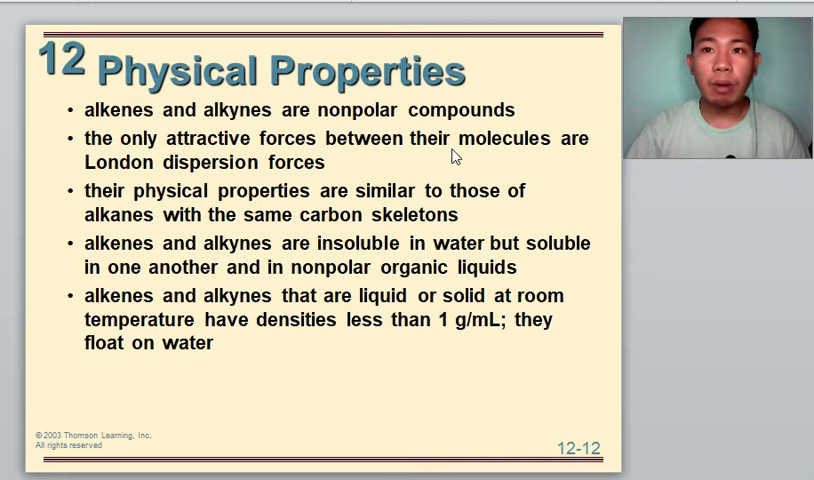 12 Physical Properties
• alkenes and alkynes are nonpolar compounds
• the only attractive forces between their molecules are
London dispersion forces
• their physical properties are similar to those of
alkanes with the same carbon skeletons
• alkenes and alkynes are insoluble in water but soluble
in one another and in nonpolar organic liquids
• alkenes and alkynes that are liquid or solid at room
temperature have densities less than 1 g/mL; they
float on water
© 2003 Thomson Learning, Inc.
All rights reserved
12-12